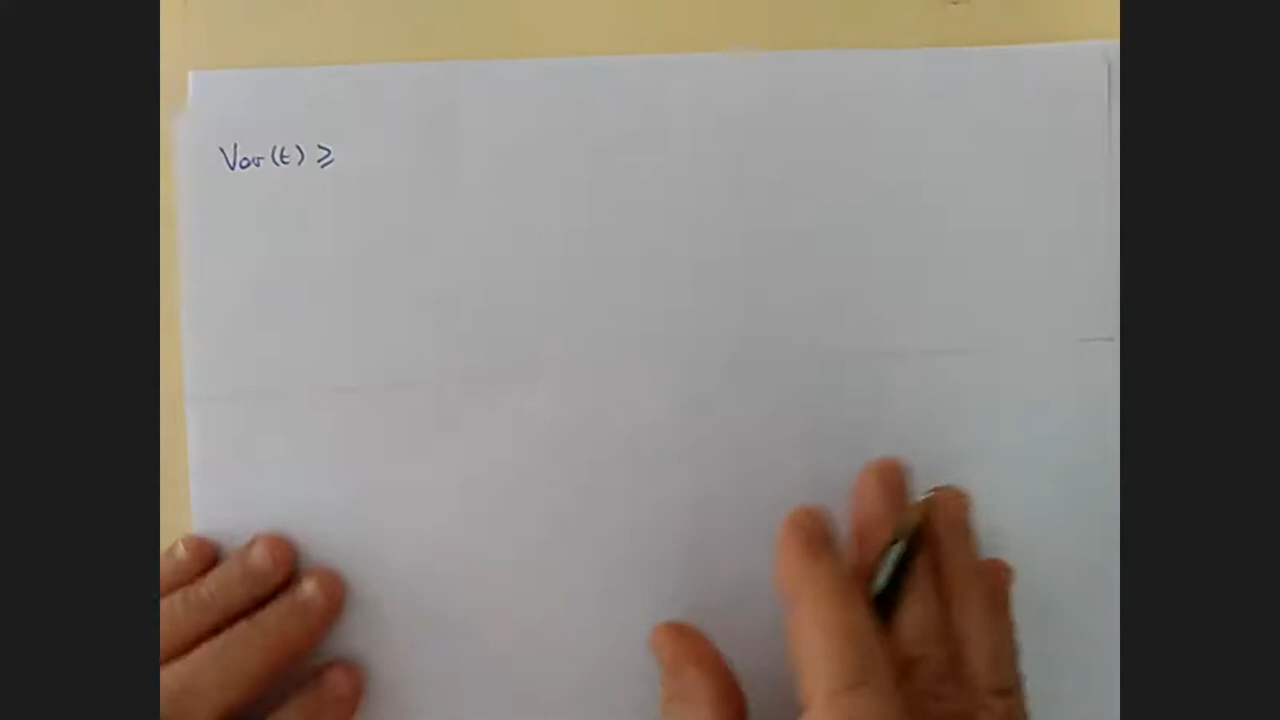 Var(t) ≥